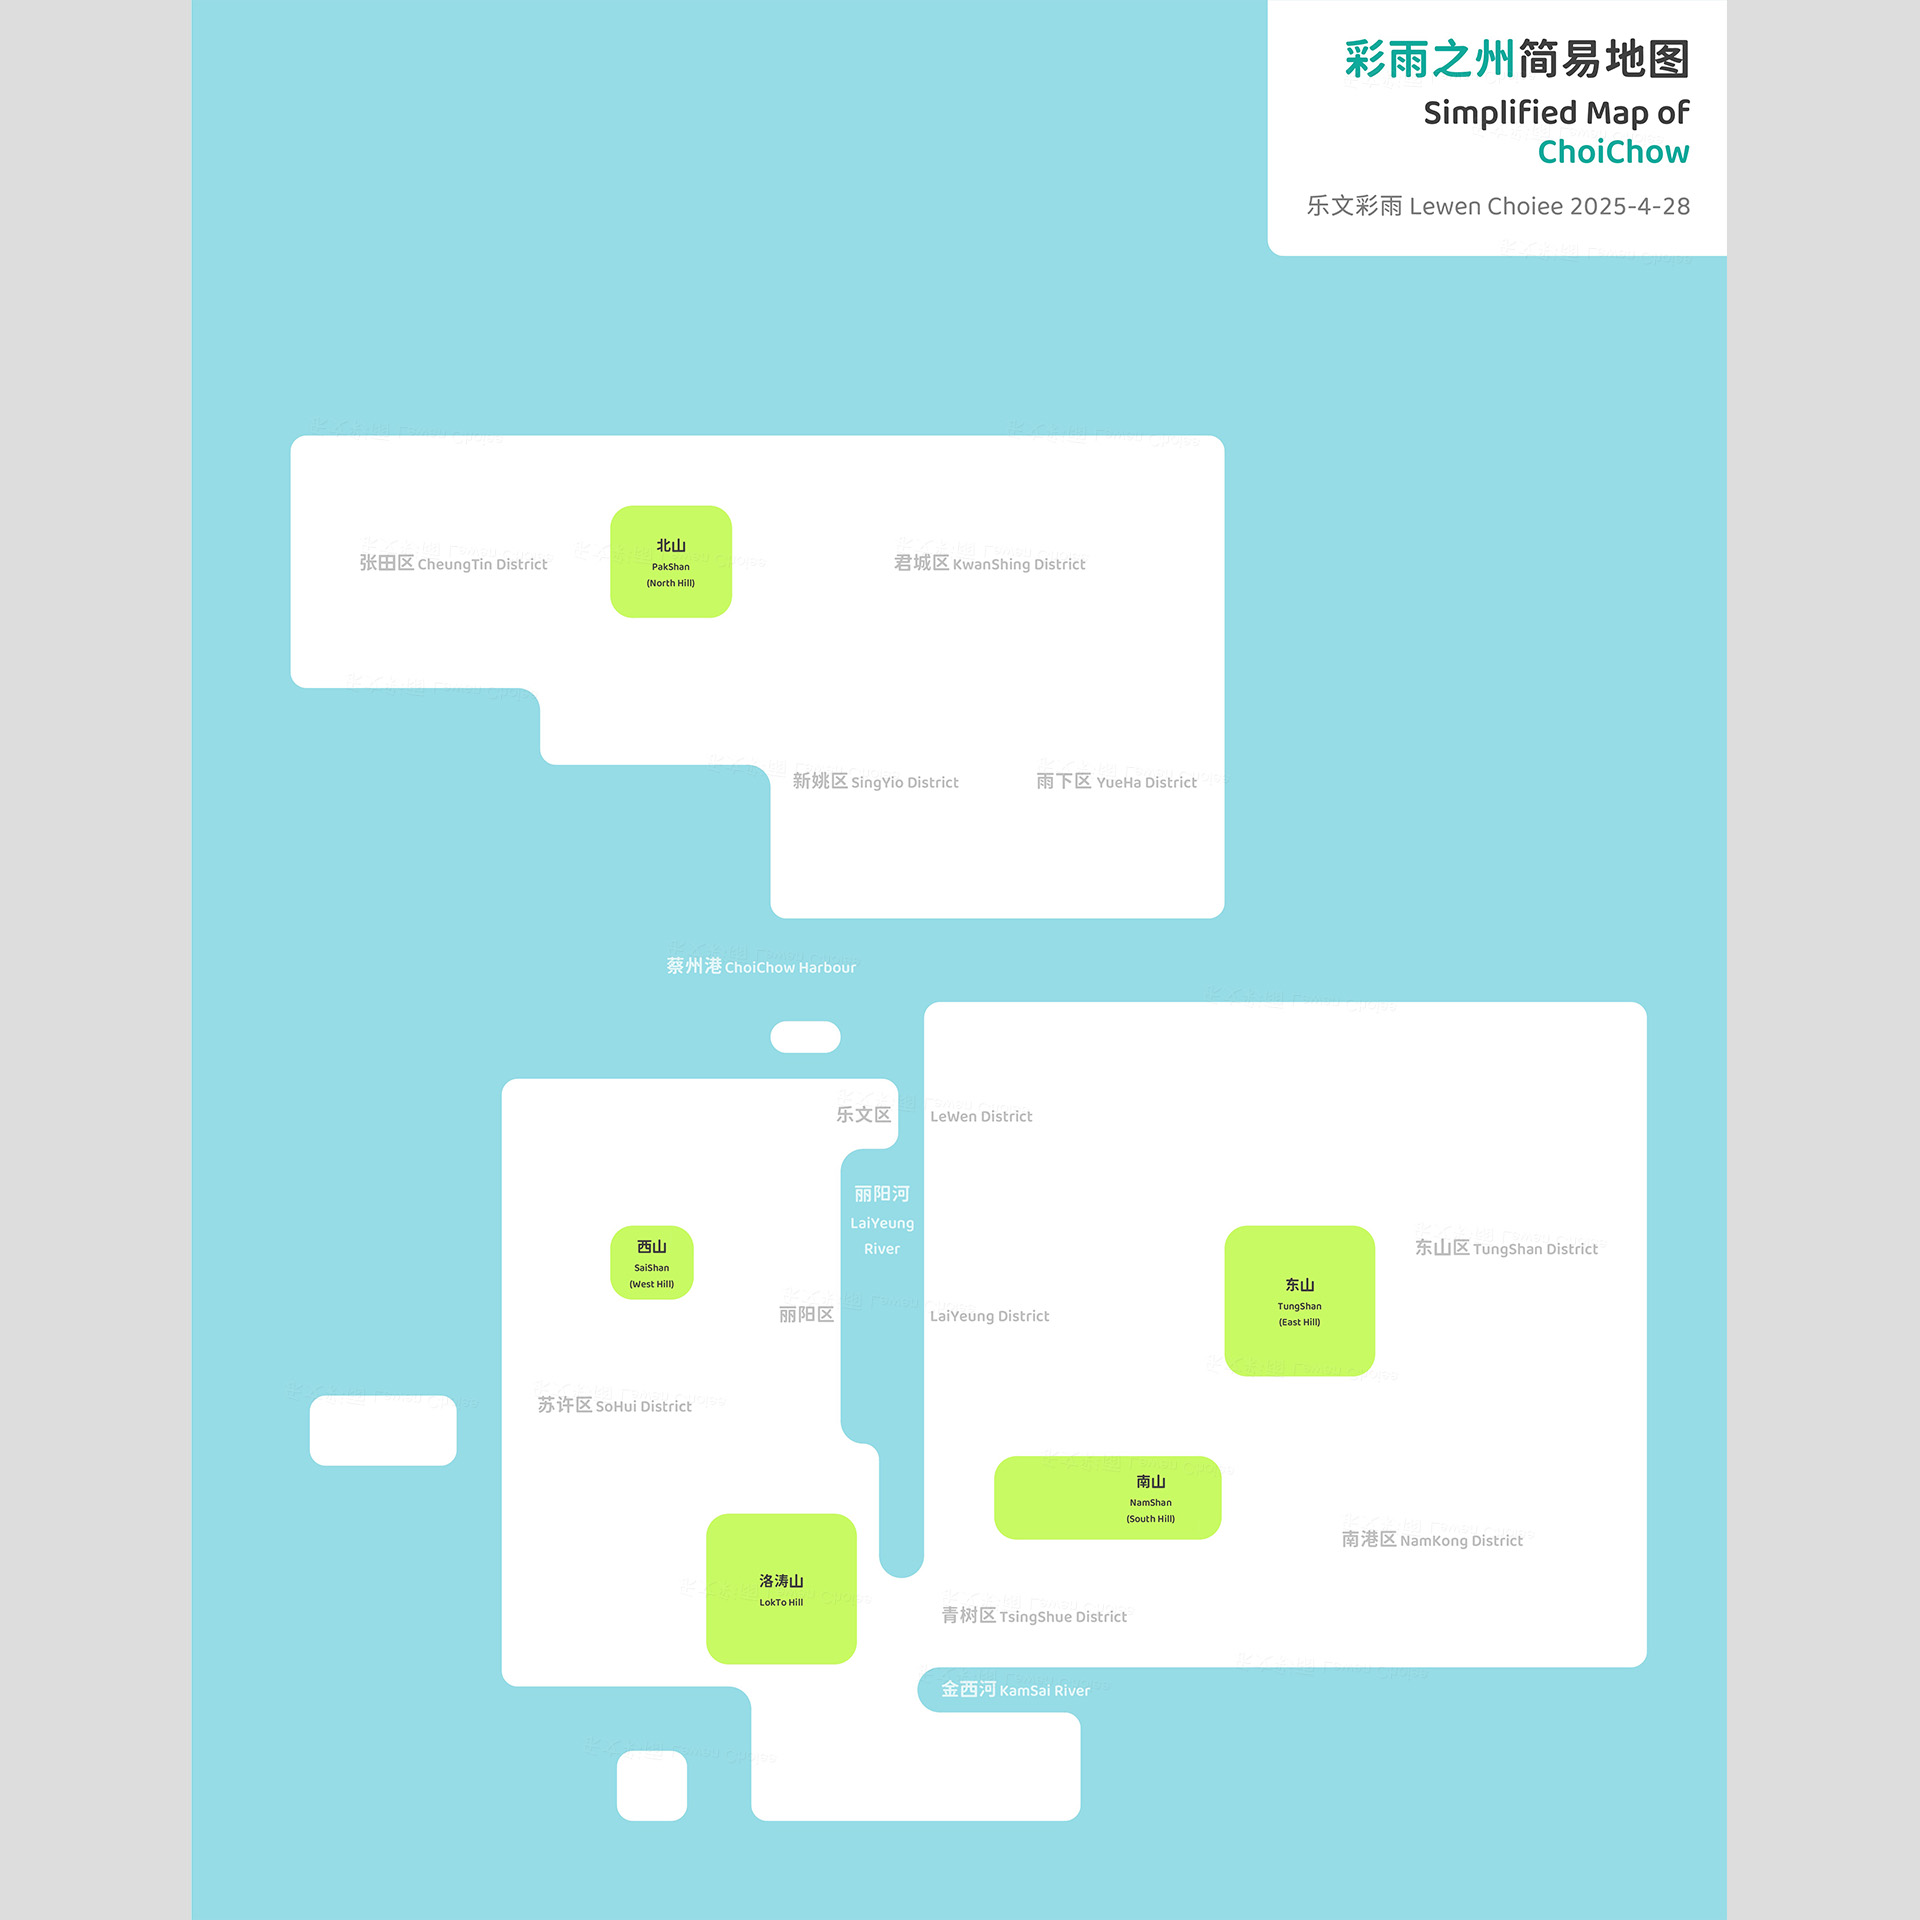 彩雨之州简易地图
Simplified Map of
ChoiChow
乐文彩雨 Lewen Choiee 2025-4-28
北山
PakShan
(North Hill)
张田区 CheungTin District
君城区 KwanShing District
新姚区 SingYio District
雨下区 YueHa District
蔡州港 ChoiChow Harbour
乐文区 LeWen District
丽阳河
LaiYeung
River
西山
SaiShan
(West Hill)
东山区 TungShan District
东山
TungShan
(East Hill)
丽阳区 LaiYeung District
苏许区 SoHui District
南山
NamShan
(South Hill)
南港区 NamKong District
洛涛山
LokTo Hill
青树区 TsingShue District
金西河 KamSai River